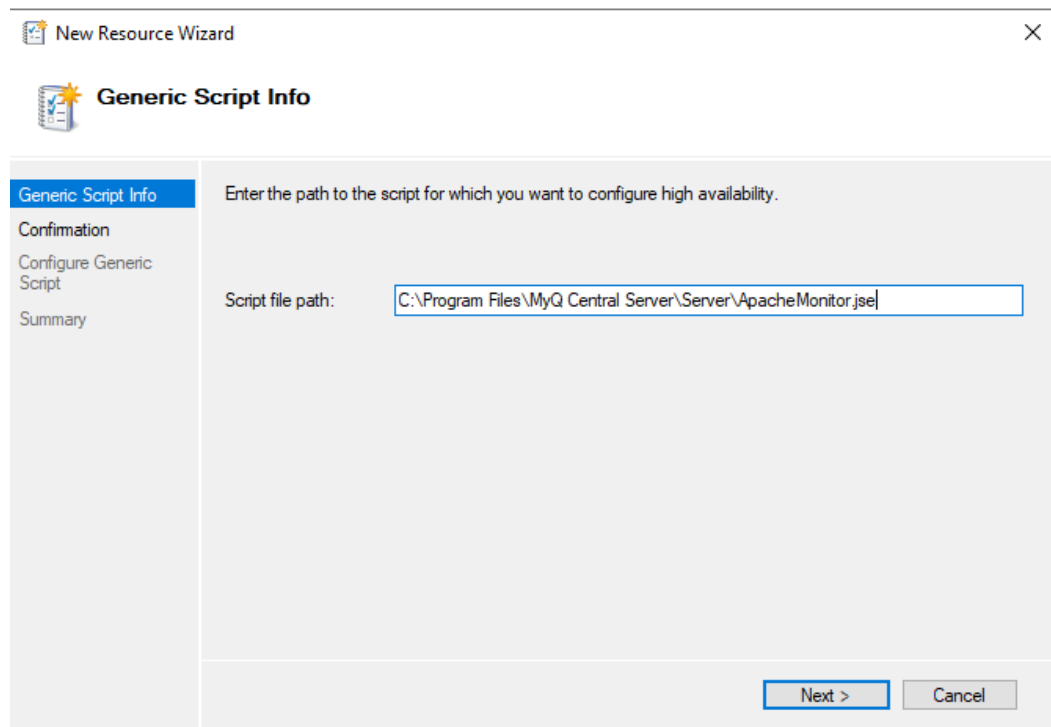 New Resource Wizard
Generic Script Info
Generic Script Info
Confirmation
Configure Generic
Script
Summary
Enter the path to the script for which you want to configure high availability.
Script file path:
C:\Program Files\MyQ Central Server\Server\ApacheMonitor.jse
Next >
Cancel